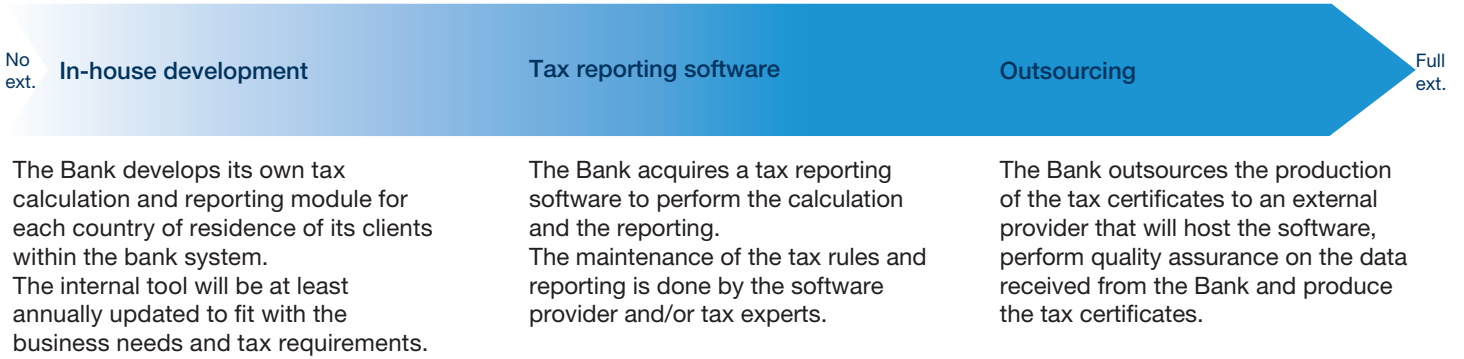 No
ext.
In-house development
Tax reporting software
Outsourcing
Full
ext.
The Bank develops its own tax
calculation and reporting module for
each country of residence of its clients
within the bank system.
The internal tool will be at least
annually updated to fit with the
business needs and tax requirements.
The Bank acquires a tax reporting
software to perform the calculation
and the reporting.
The maintenance of the tax rules and
reporting is done by the software
provider and/or tax experts.
The Bank outsources the production
of the tax certificates to an external
provider that will host the software,
perform quality assurance on the data
received from the Bank and produce
the tax certificates.